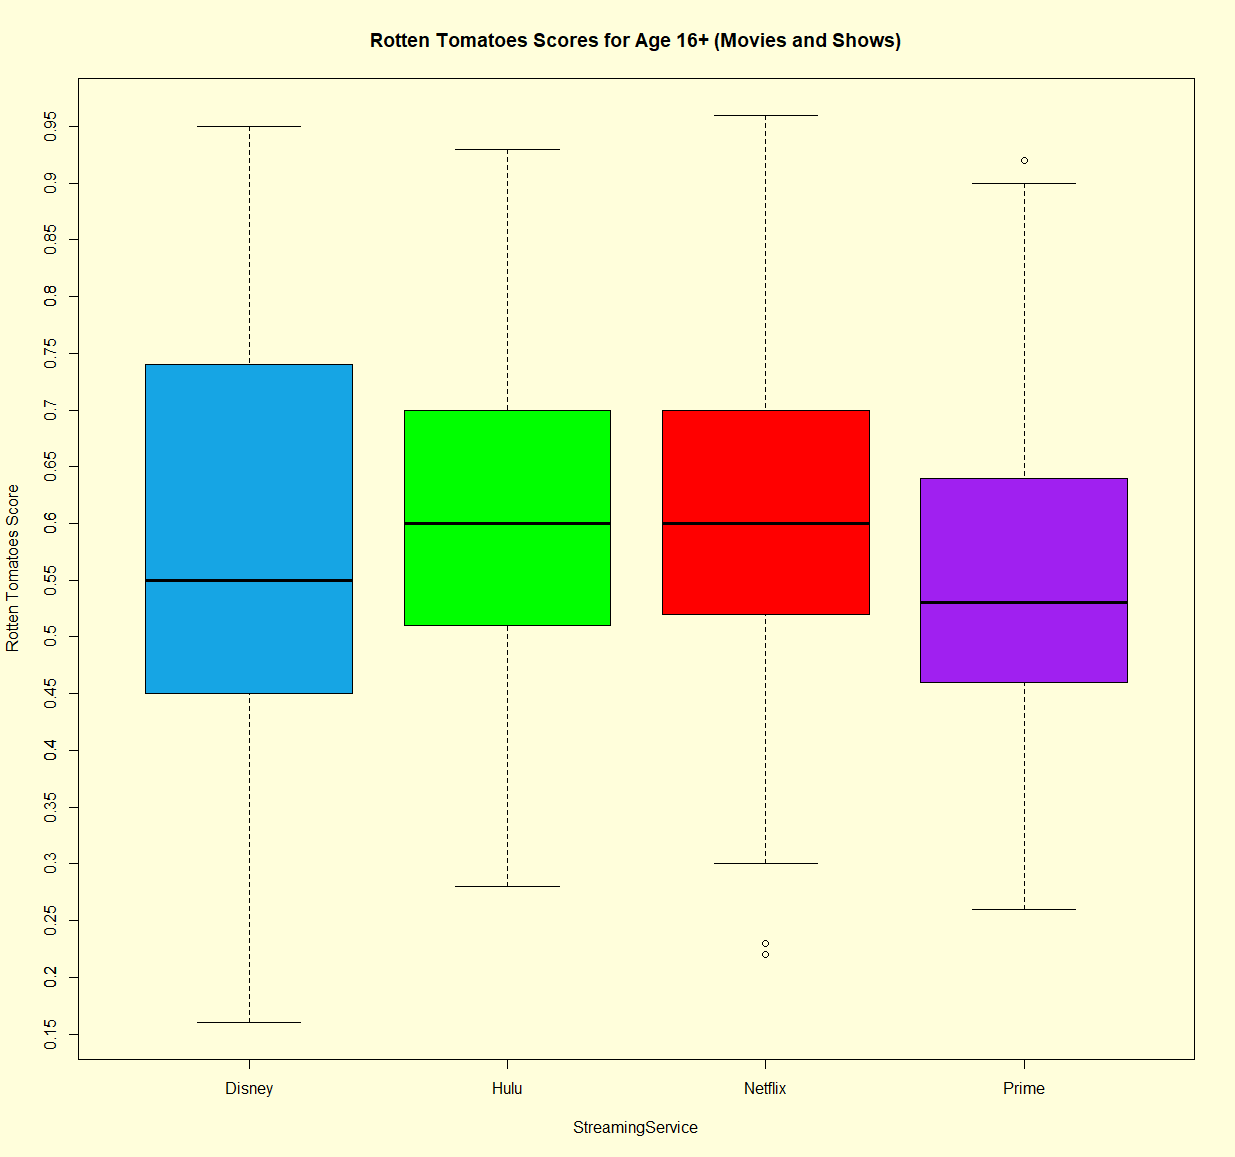 Rotten Tomatoes Scores for Age 16+ (Movies and Shows)
Rotten Tomatoes Score
0.95
0.9
0.85
0.8
0.75
0.7
0.65
0.6
0.55
0.5
0.45
0.4
0.35
0.3
0.25
0.2
0.15
Disney
Hulu
Netflix
Prime
StreamingService